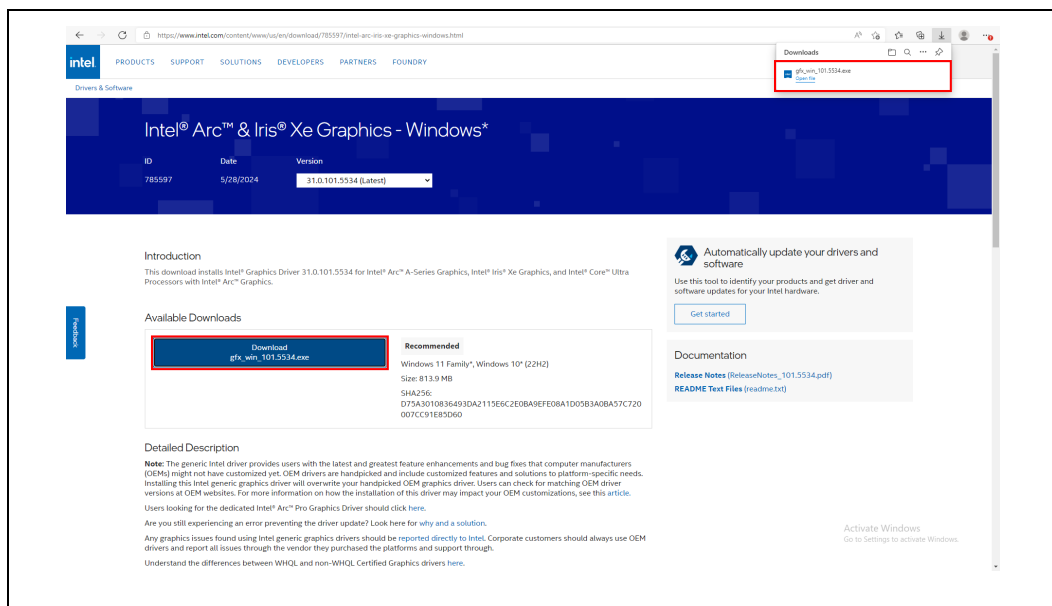 https://www.intel.com/content/www/us/en/download/785597/intel-arc-iris-xe-graphics-windows.html
Downloads
gfx_win_101.5534.exe
Open file
intel
PRODUCTS SUPPORT SOLUTIONS DEVELOPERS PARTNERS FOUNDRY
Drivers & Software
Intel® Arc™ & Iris® Xe Graphics - Windows*
ID Date Version
785597 5/28/2024 31.0.101.5534 (Latest)
Introduction
This download installs Intel® Graphics Driver 31.0.101.5534 for Intel® Arc™ A-Series Graphics, Intel® Iris® Xe Graphics, and Intel® Core™ Ultra
Processors with Intel® Arc™ Graphics.
Automatically update your drivers and
software
Use this tool to identify your products and get driver and
software updates for your Intel hardware.
Get started
Feedback
Available Downloads
Download
gfx_win_101.5534.exe
Recommended
Windows 11 Family*, Windows 10* (22H2)
Size: 813.9 MB
SHA256:
D75A3010836493DA2115E6C2E0BA9EFE08A1D05B3A0BA57C720
007CC91E85D60
Documentation
Release Notes (ReleaseNotes_101.5534.pdf)
README Text Files (readme.txt)
Detailed Description
Note: The generic Intel driver provides users with the latest and greatest feature enhancements and bug fixes that computer manufacturers
(OEMs) might not have customized yet. OEM drivers are handpicked and include customized features and solutions to platform-specific needs.
Installing this Intel generic graphics driver will overwrite your handpicked OEM graphics driver. Users can check for matching OEM driver
versions at OEM websites. For more information on how the installation of this driver may impact your OEM customizations, see this article.
Users looking for the dedicated Intel® Arc™ Pro Graphics Driver should click here.
Are you still experiencing an error preventing the driver update? Look here for why and a solution.
Any graphics issues found using Intel generic graphics drivers should be reported directly to Intel. Corporate customers should always use OEM
drivers and report all issues through the vendor they purchased the platforms and support through.
Understand the differences between WHQL and non-WHQL Certified Graphics drivers here.
Activate Windows
Go to Settings to activate Windows.